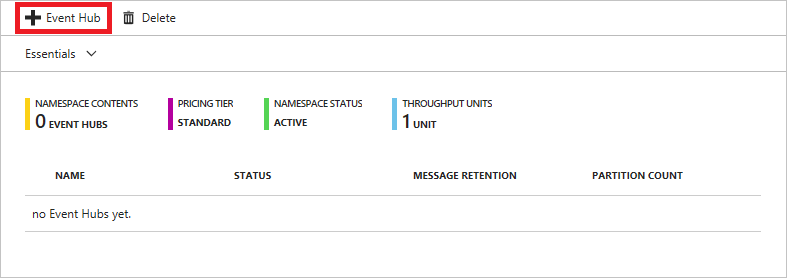 Event Hub Delete
Essentials
NAMESPACE CONTENTS PRICING TIER NAMESPACE STATUS THROUGHPUT UNITS
0 EVENT HUBS STANDARD ACTIVE 1 UNIT
NAME STATUS MESSAGE RETENTION PARTITION COUNT
no Event Hubs yet.